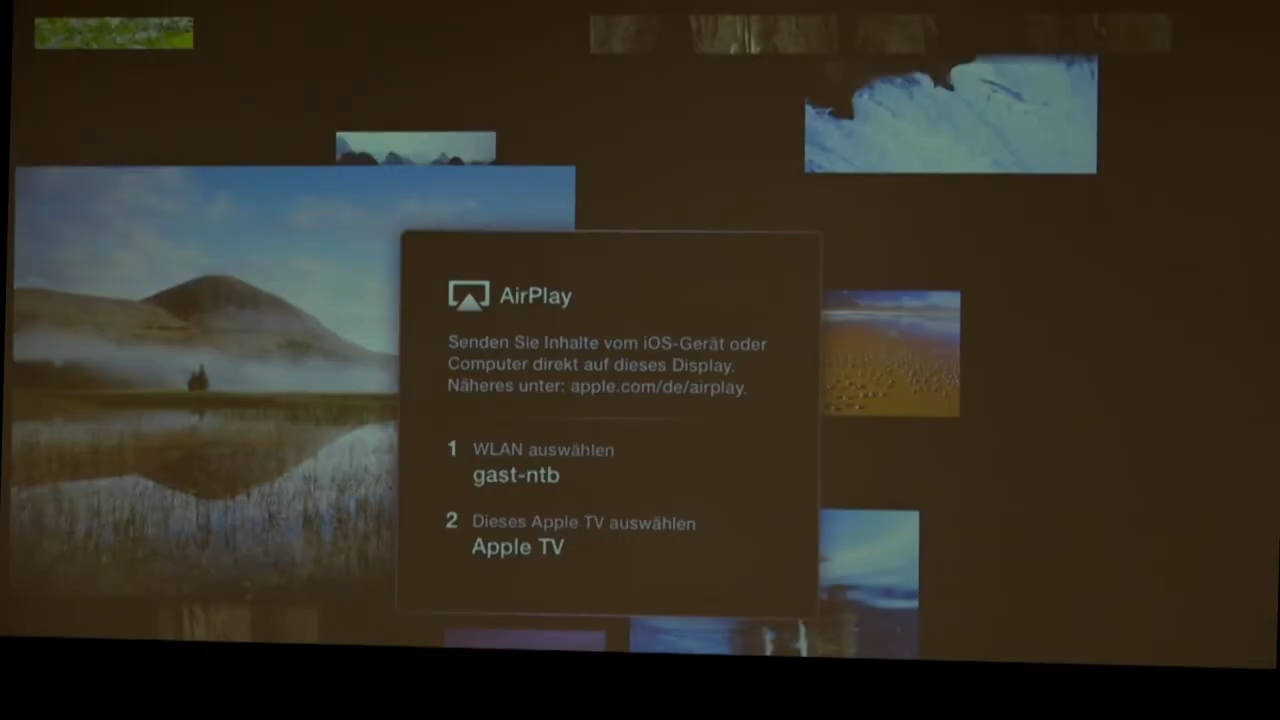 AirPlay
Senden Sie Inhalte vom iOS-Gerät oder
Computer direkt auf dieses Display.
Näheres unter: apple.com/de/airplay.
1 WLAN auswählen
gast-ntb
2 Dieses Apple TV auswählen
Apple TV